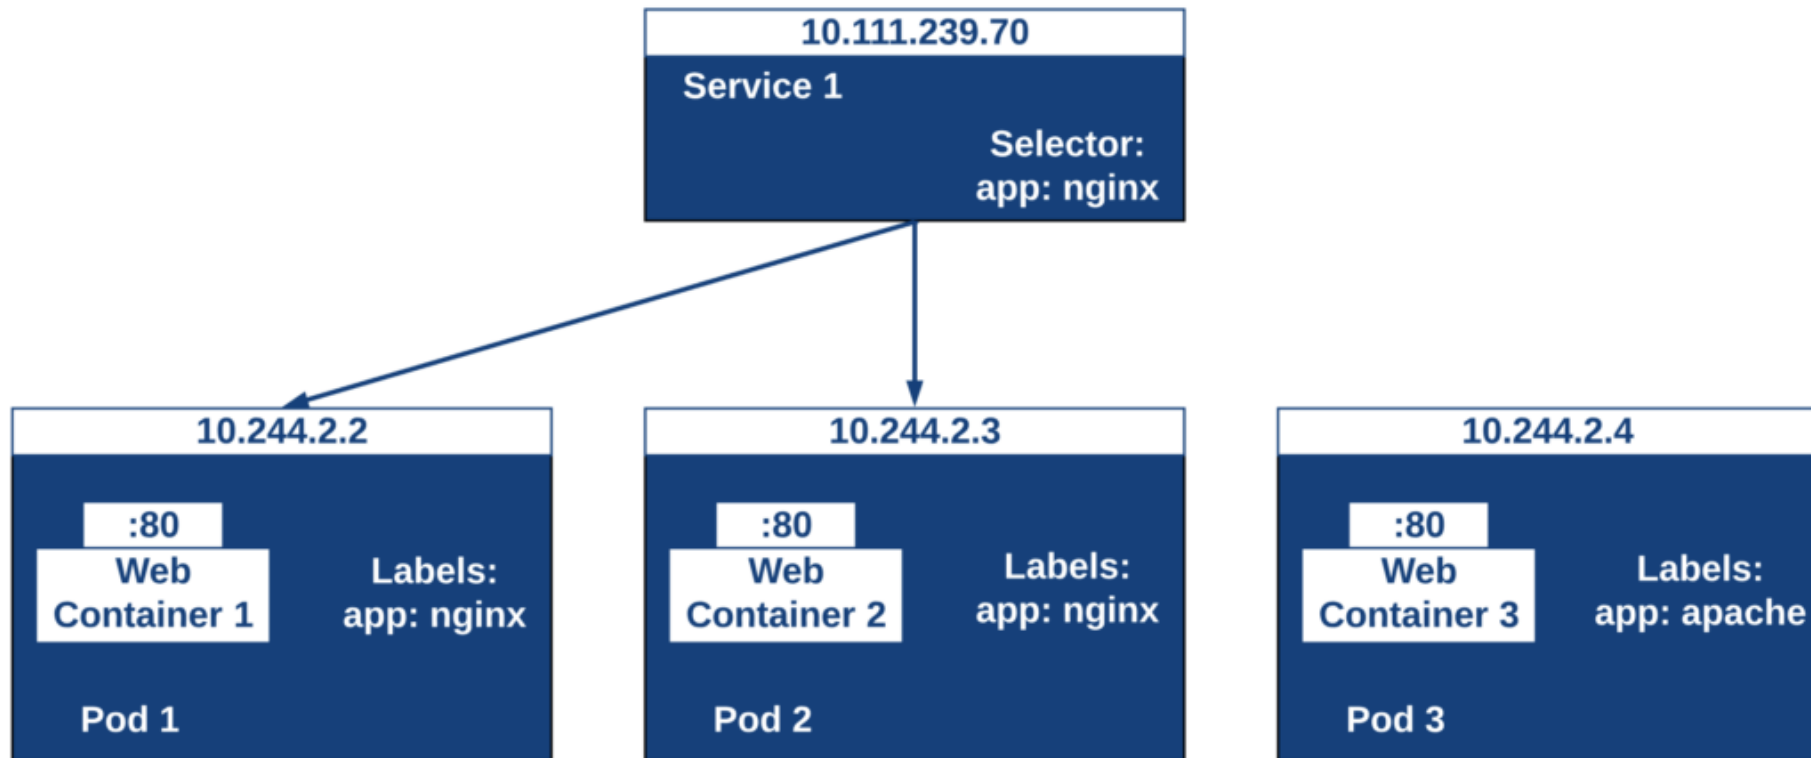 10.111.239.70
Service 1
Selector:
app: nginx
10.244.2.2
:80
Web
Container 1
Labels:
app: nginx
Pod 1
10.244.2.3
:80
Web
Container 2
Labels:
app: nginx
Pod 2
10.244.2.4
:80
Web
Container 3
Labels:
app: apache
Pod 3